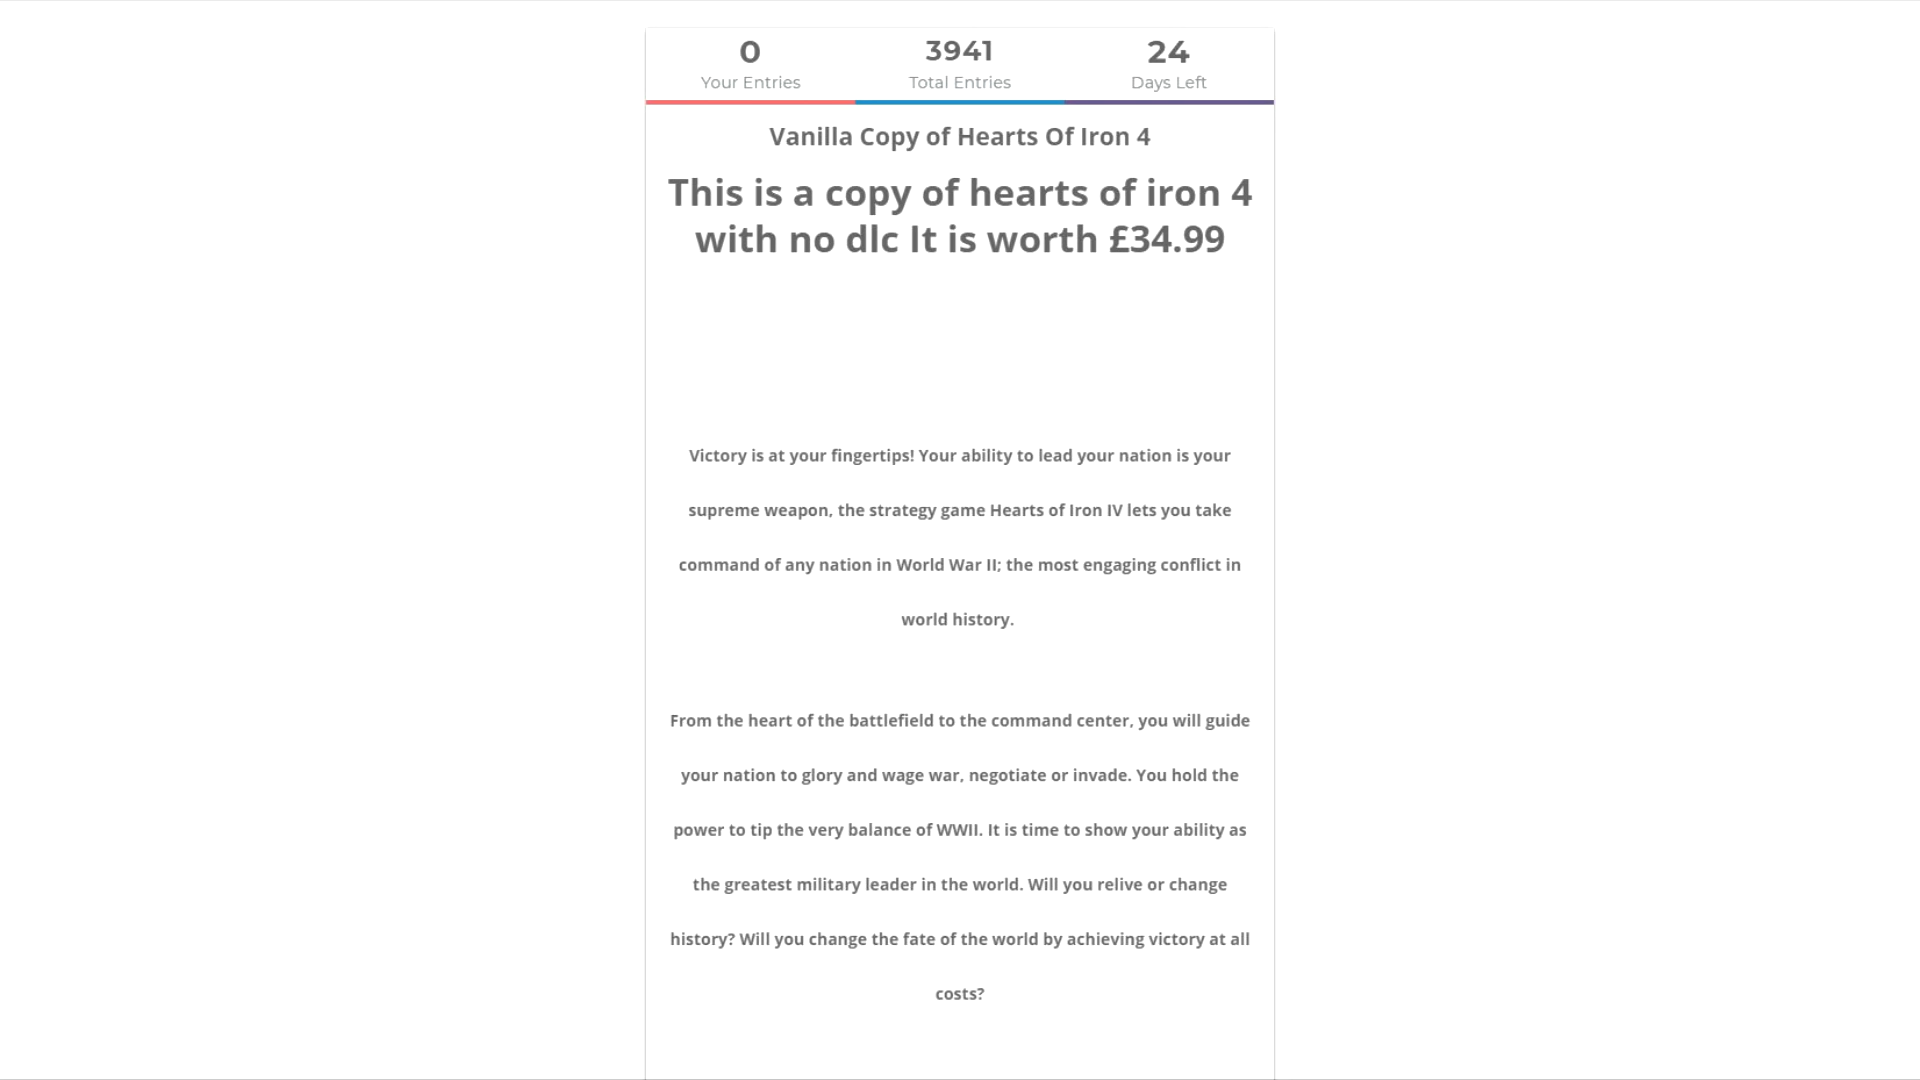 0
Your Entries
3941
Total Entries
24
Days Left
Vanilla Copy of Hearts Of Iron 4
This is a copy of hearts of iron 4
with no dlc It is worth £34.99
Victory is at your fingertips! Your ability to lead your nation is your
supreme weapon, the strategy game Hearts of Iron IV lets you take
command of any nation in World War II; the most engaging conflict in
world history.
From the heart of the battlefield to the command center, you will guide
your nation to glory and wage war, negotiate or invade. You hold the
power to tip the very balance of WWII. It is time to show your ability as
the greatest military leader in the world. Will you relive or change
history? Will you change the fate of the world by achieving victory at all
costs?